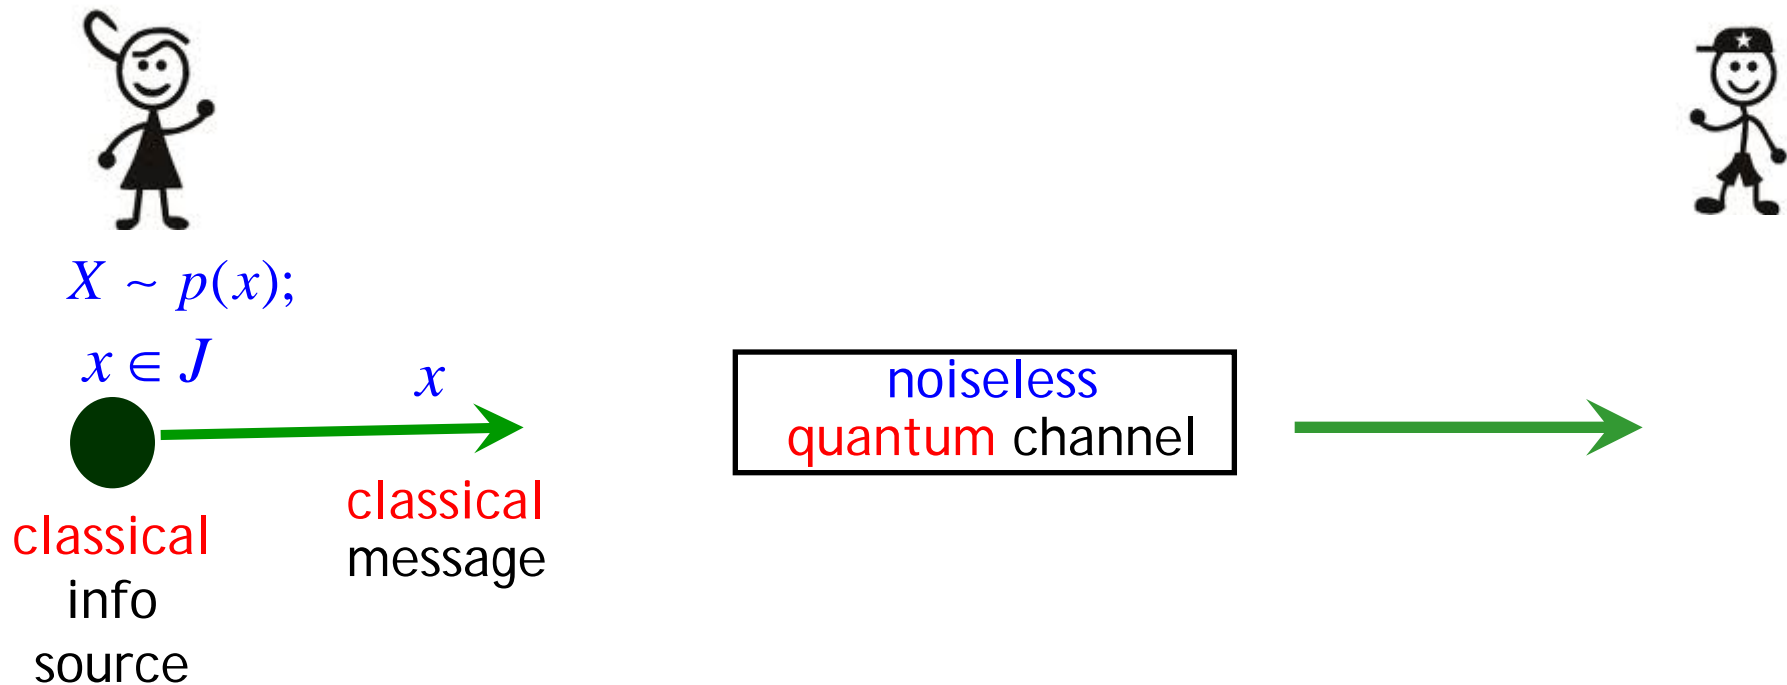 X ~ p(x);
x ∈ J
x
noiseless
quantum channel
classical
message
classical
info
source